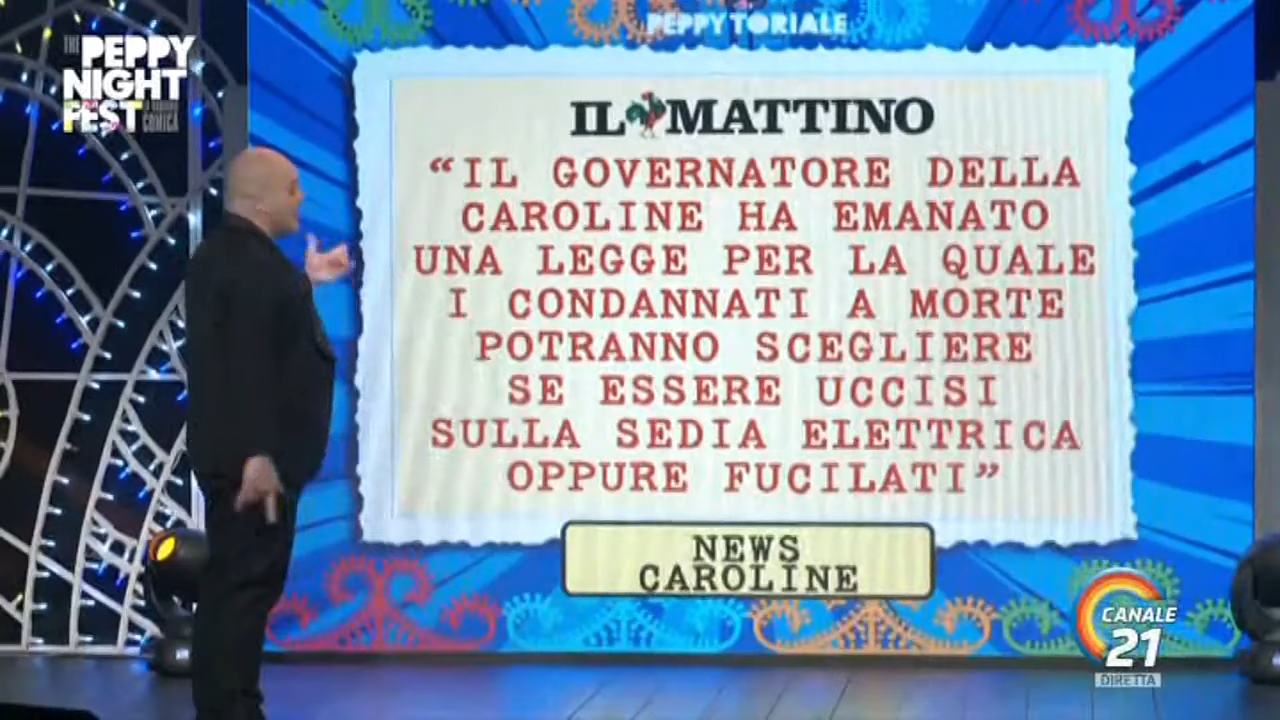 THE PEPPY
NIGHT
FEST
COMICA
PEPPYTORIALE
IL MATTINO
“IL GOVERNATORE DELLA
CAROLINE HA EMANATO
UNA LEGGE PER LA QUALE
I CONDANNATI A MORTE
POTRANNO SCEGLIERE
SE ESSERE UCCISI
SULLA SEDIA ELETTRICA
OPPURE FUCILATI”
NEWS
CAROLINE
CANALE
21
DIRETTA